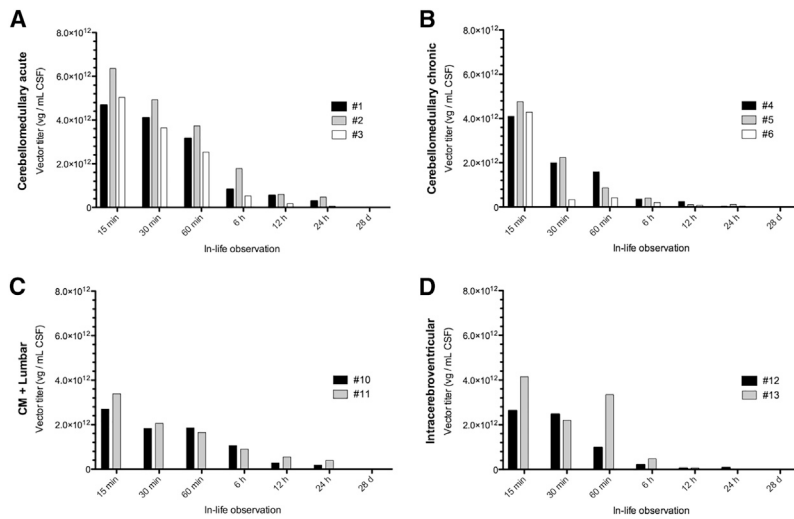 A
Cerebellomedullary acute
Vector titer (vg / mL CSF)
8.0×10¹²
6.0×10¹²
4.0×10¹²
2.0×10¹²
0
#1
#2
#3
15 min
30 min
60 min
6 h
12 h
24 h
28 d
In-life observation
B
Cerebellomedullary chronic
Vector titer (vg / mL CSF)
8.0×10¹²
6.0×10¹²
4.0×10¹²
2.0×10¹²
0
#4
#5
#6
15 min
30 min
60 min
6 h
12 h
24 h
28 d
In-life observation
C
CM + Lumbar
Vector titer (vg / mL CSF)
8.0×10¹²
6.0×10¹²
4.0×10¹²
2.0×10¹²
0
#10
#11
15 min
30 min
60 min
6 h
12 h
24 h
28 d
In-life observation
D
Intracerebroventricular
Vector titer (vg / mL CSF)
8.0×10¹²
6.0×10¹²
4.0×10¹²
2.0×10¹²
0
#12
#13
15 min
30 min
60 min
6 h
12 h
24 h
28 d
In-life observation